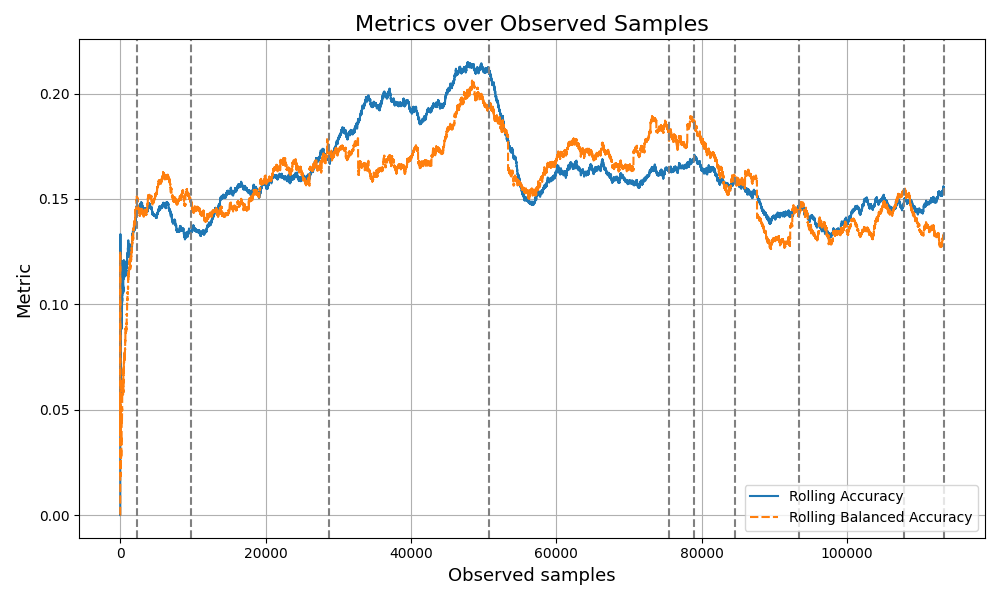 Metrics over Observed Samples
Metric
0.20
0.15
0.10
0.05
0.00
0
20000
40000
60000
80000
100000
Observed samples
Rolling Accuracy
Rolling Balanced Accuracy